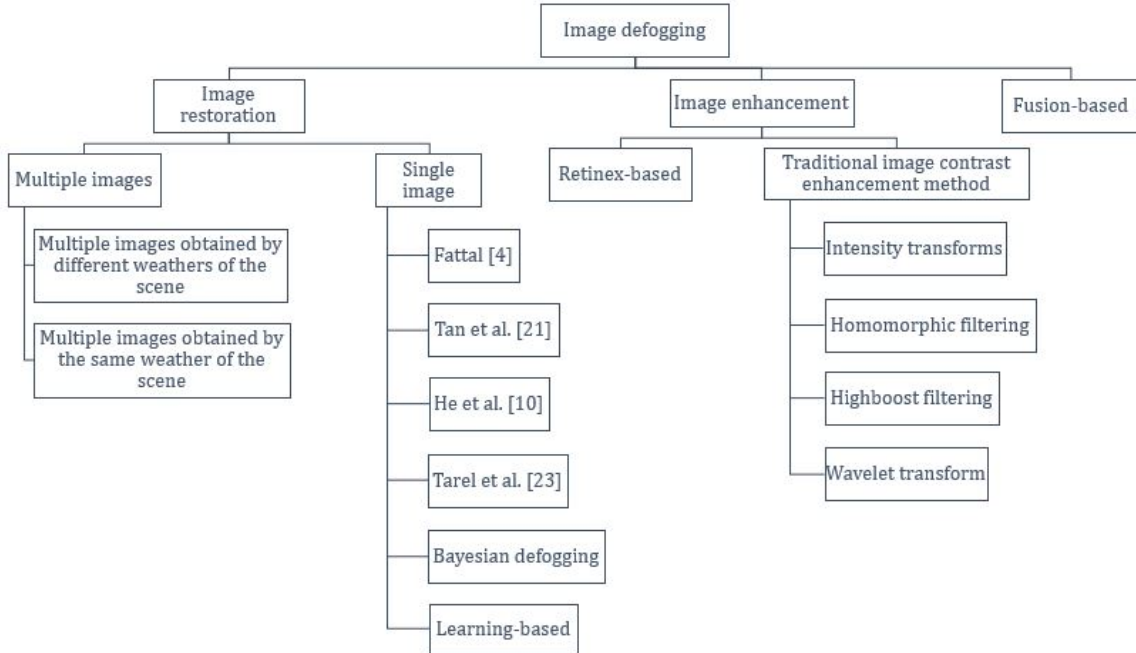 Image defogging
Image
restoration
Image enhancement
Fusion-based
Multiple images
Single
image
Retinex-based
Traditional image contrast
enhancement method
Multiple images obtained by
different weathers of the
scene
Multiple images obtained by
the same weather of the
scene
Fattal [4]
Tan et al. [21]
He et al. [10]
Tarel et al. [23]
Bayesian defogging
Learning-based
Intensity transforms
Homomorphic filtering
Highboost filtering
Wavelet transform